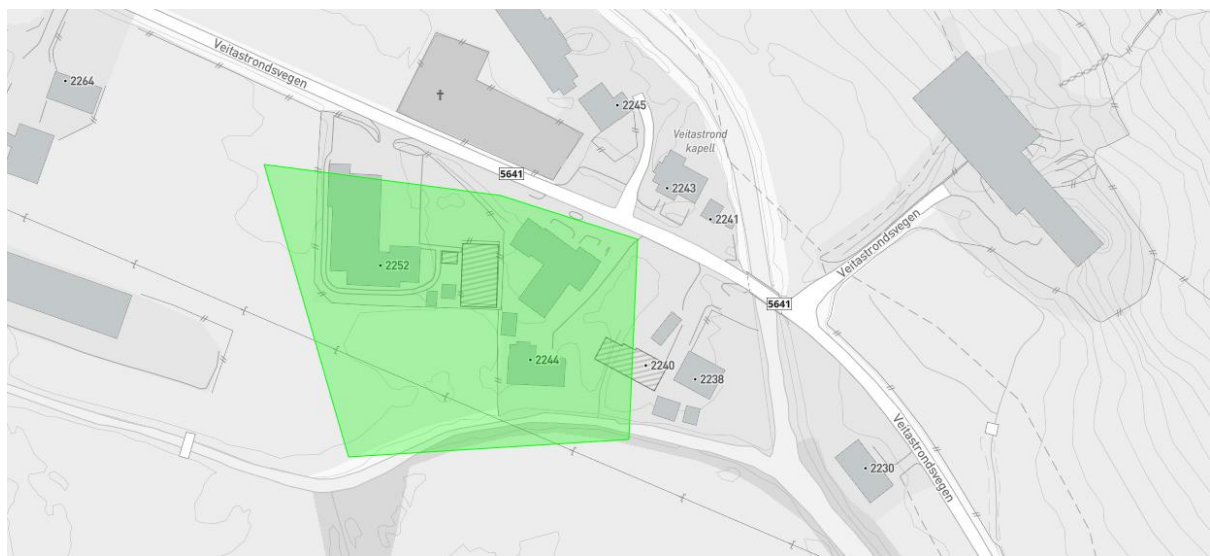 Veitastrondsvegen
2264
2245
Veitastrond
kapell
5641
2243
2241
Veitastrondsvegen
2252
5641
2244
2240
2238
Veitastrondsvegen
2230